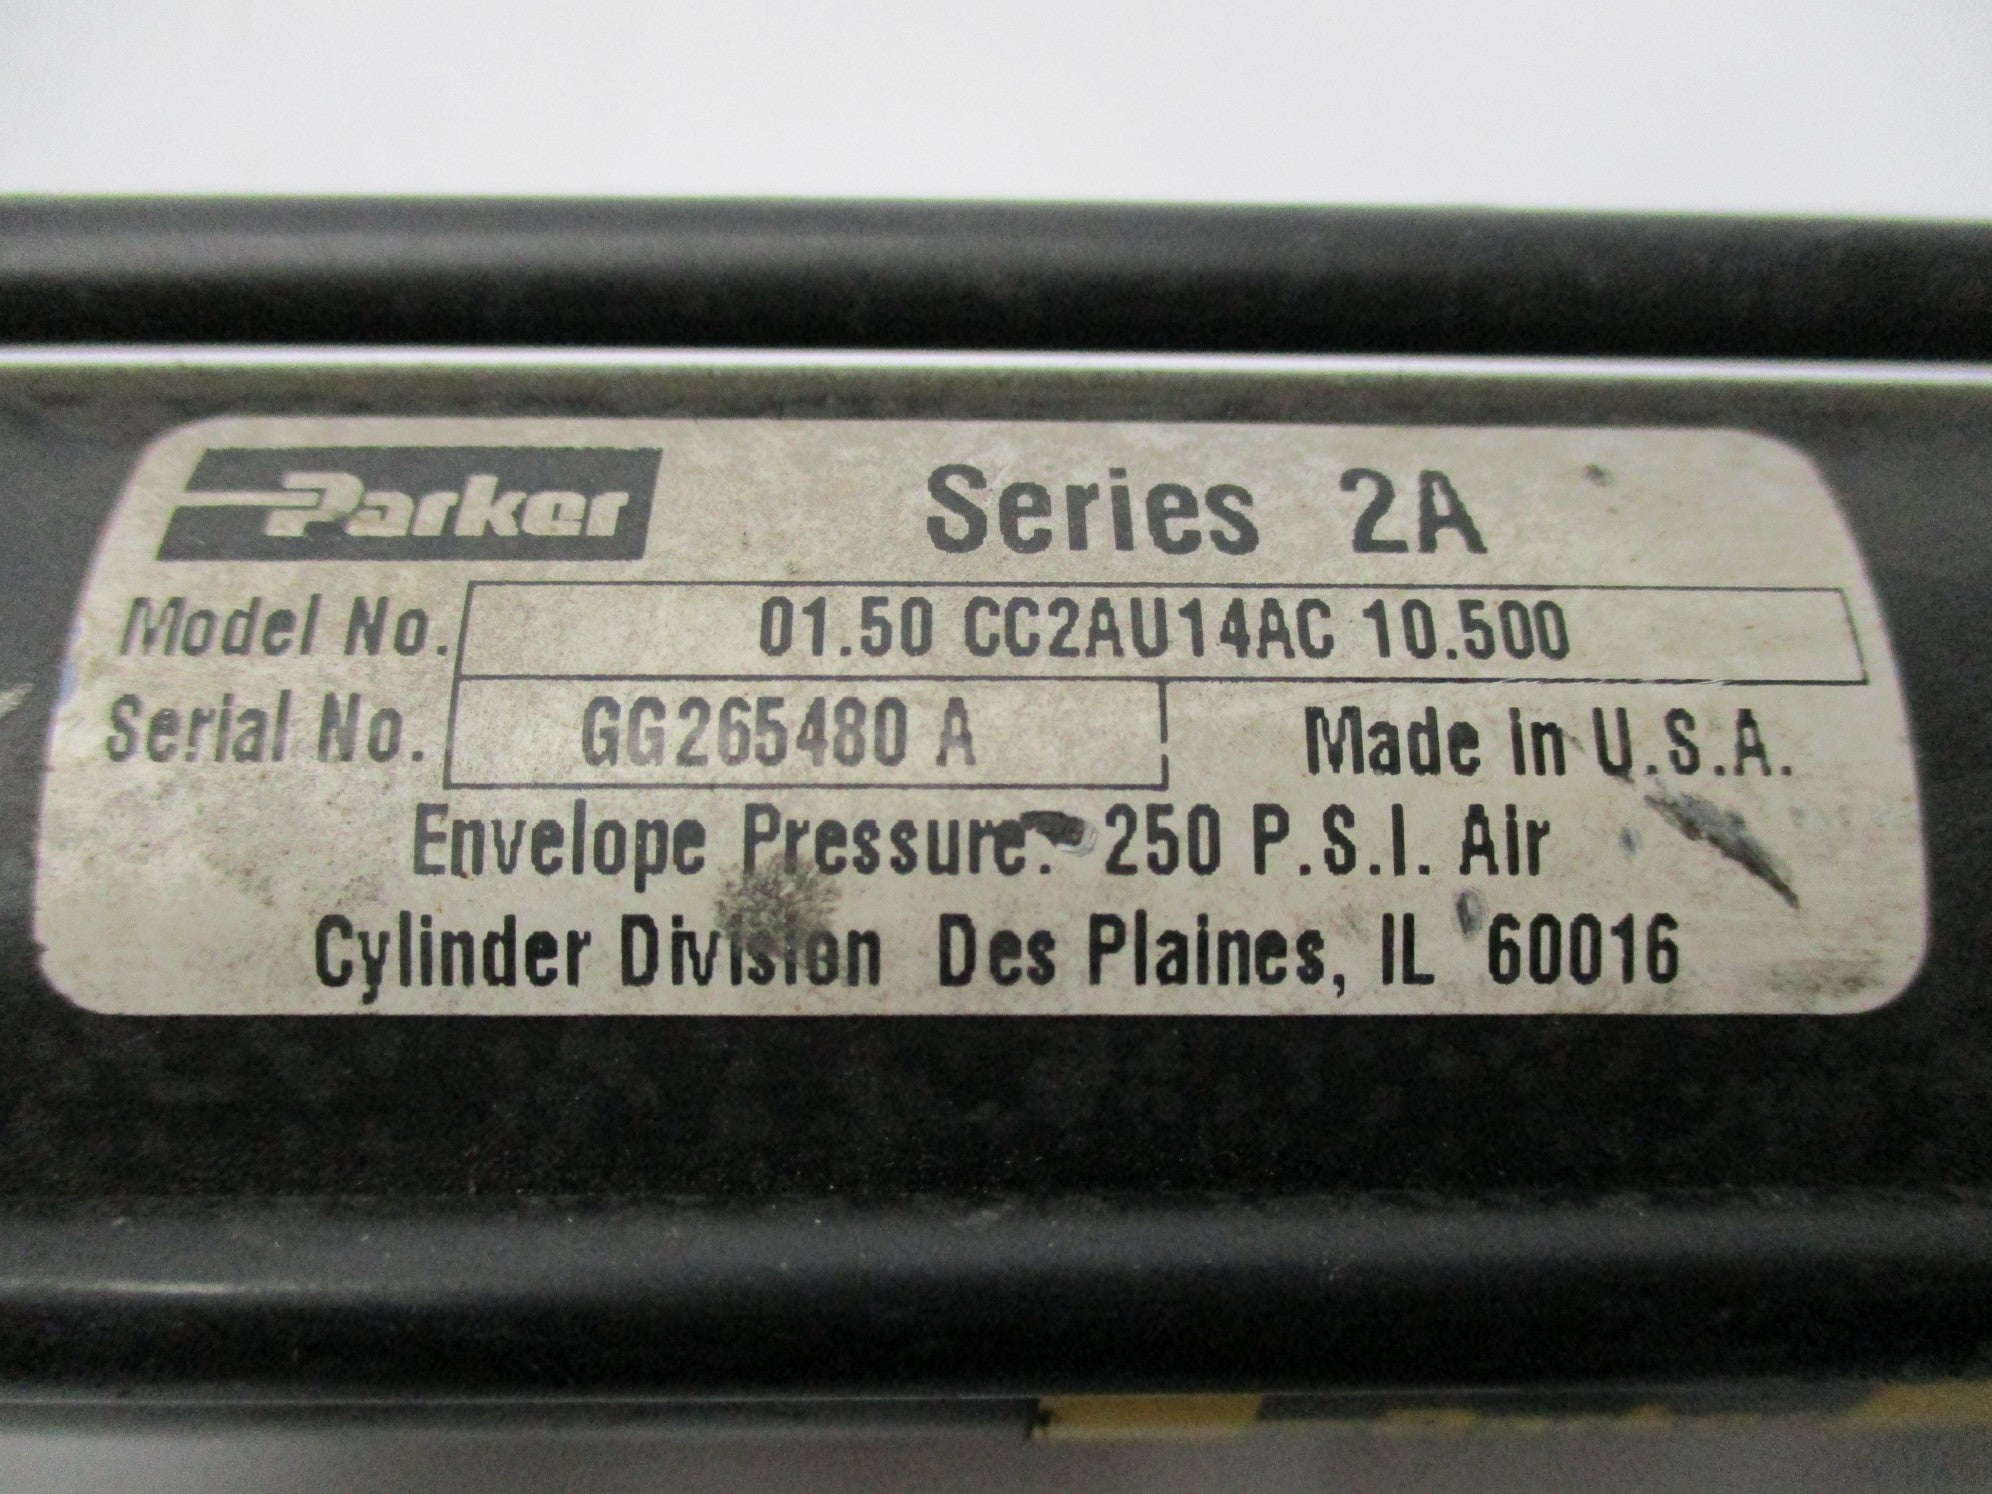 Parker Series 2A
Model No. 01.50 CC2AU14AC 10.500
Serial No. GG265480 A Made in U.S.A.
Envelope Pressure: 250 P.S.I. Air
Cylinder Division Des Plaines, IL 60016